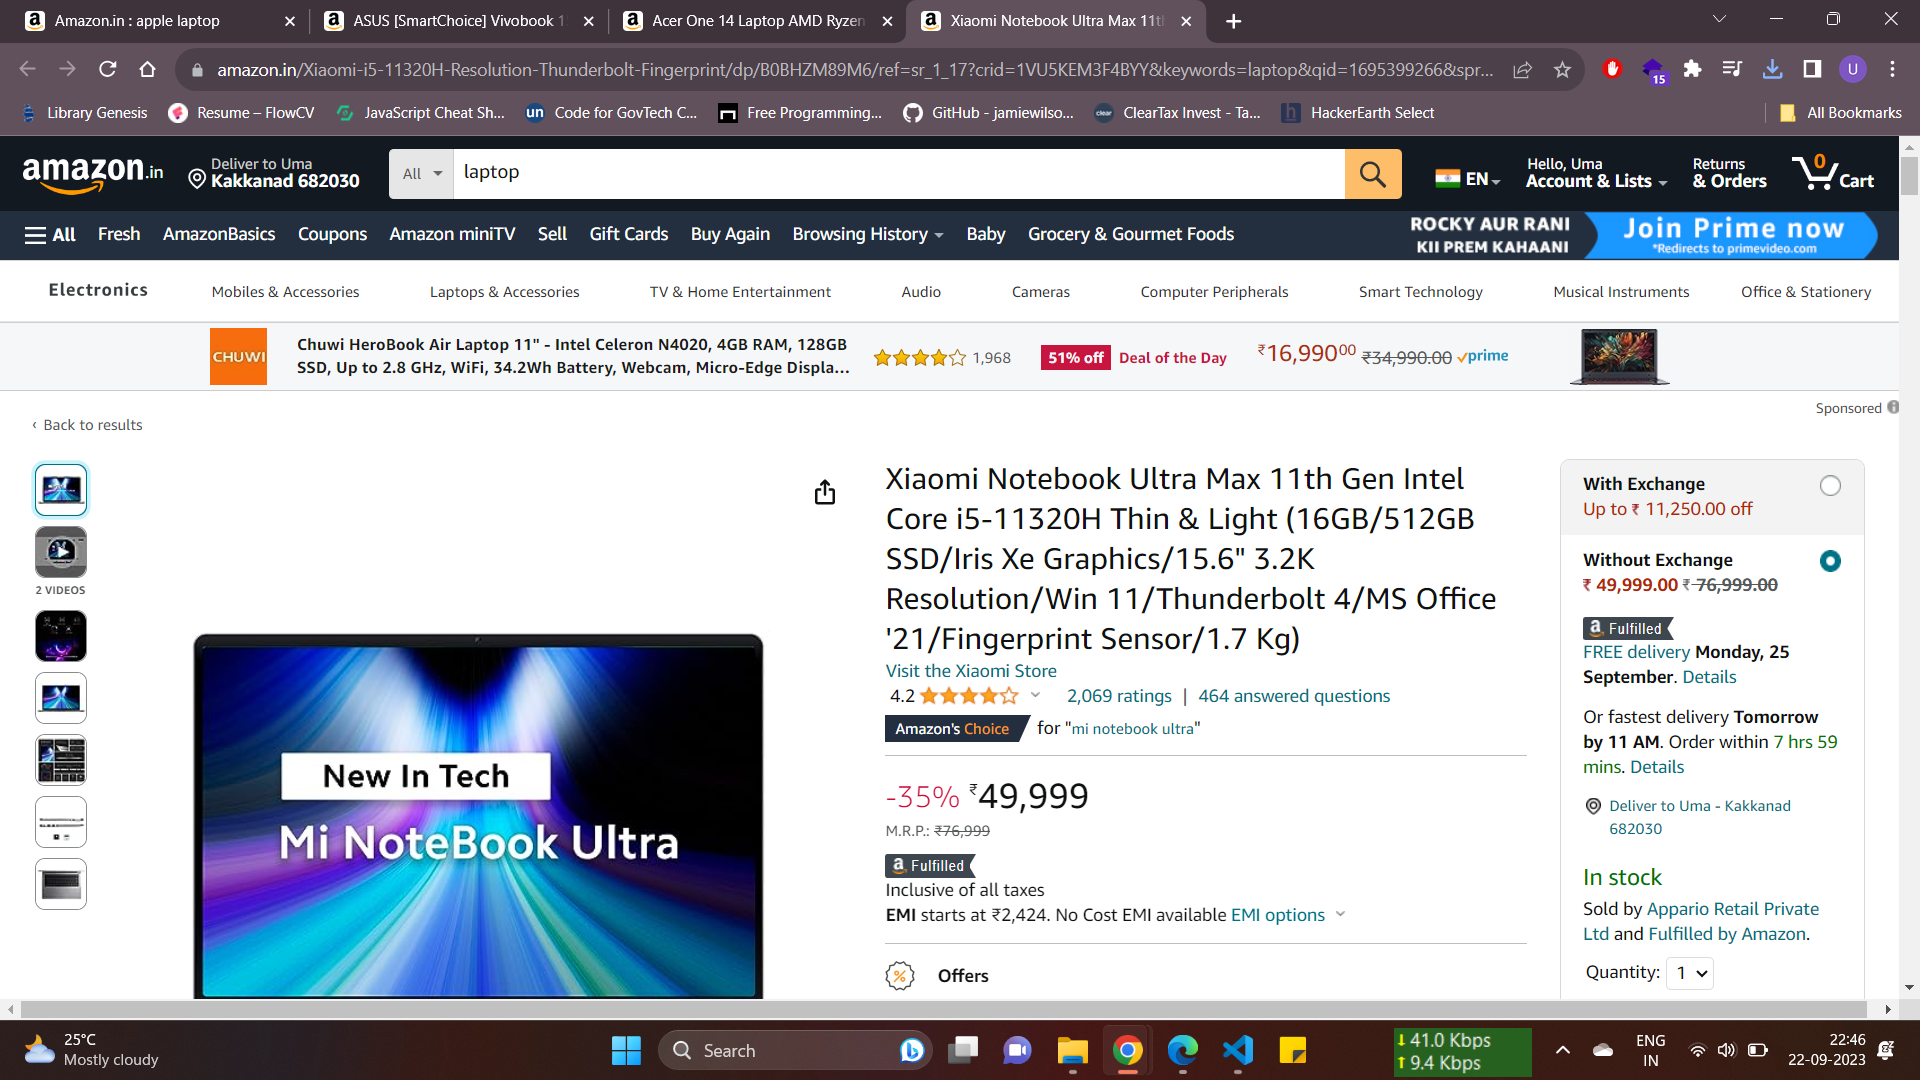 Amazon.in : apple laptop
ASUS [SmartChoice] Vivobook 1
Acer One 14 Laptop AMD Ryzen
Xiaomi Notebook Ultra Max 11th
amazon.in/Xiaomi-i5-11320H-Resolution-Thunderbolt-Fingerprint/dp/B0BHZM89M6/ref=sr_1_17?crid=1VU5KEM3F4BYY&keywords=laptop&qid=1695399266&spr...
15
U
Library Genesis
Resume – FlowCV
JavaScript Cheat Sh...
un Code for GovTech C...
Free Programming...
GitHub - jamiewilso...
clear ClearTax Invest - Ta...
h HackerEarth Select
All Bookmarks
amazon.in
Deliver to Uma
Kakkanad 682030
All
laptop
EN
Hello, Uma
Account & Lists
Returns
& Orders
0
Cart
All
Fresh
AmazonBasics
Coupons
Amazon miniTV
Sell
Gift Cards
Buy Again
Browsing History
Baby
Grocery & Gourmet Foods
ROCKY AUR RANI
KII PREM KAHAANI
Join Prime now
*Redirects to primevideo.com
Electronics
Mobiles & Accessories
Laptops & Accessories
TV & Home Entertainment
Audio
Cameras
Computer Peripherals
Smart Technology
Musical Instruments
Office & Stationery
CHUWI
Chuwi HeroBook Air Laptop 11" - Intel Celeron N4020, 4GB RAM, 128GB
SSD, Up to 2.8 GHz, WiFi, 34.2Wh Battery, Webcam, Micro-Edge Displa...
1,968
51% off
Deal of the Day
₹16,99000 ₹34,990.00 prime
Sponsored
‹ Back to results
2 VIDEOS
New In Tech
Mi NoteBook Ultra
Xiaomi Notebook Ultra Max 11th Gen Intel
Core i5-11320H Thin & Light (16GB/512GB
SSD/Iris Xe Graphics/15.6" 3.2K
Resolution/Win 11/Thunderbolt 4/MS Office
'21/Fingerprint Sensor/1.7 Kg)
Visit the Xiaomi Store
4.2
2,069 ratings | 464 answered questions
Amazon's Choice for "mi notebook ultra"
-35% ₹49,999
M.R.P.: ₹76,999
a Fulfilled
Inclusive of all taxes
EMI starts at ₹2,424. No Cost EMI available EMI options
Offers
With Exchange
Up to ₹ 11,250.00 off
Without Exchange
₹ 49,999.00 ₹ 76,999.00
a Fulfilled
FREE delivery Monday, 25
September. Details
Or fastest delivery Tomorrow
by 11 AM. Order within 7 hrs 59
mins. Details
Deliver to Uma - Kakkanad
682030
In stock
Sold by Appario Retail Private
Ltd and Fulfilled by Amazon.
Quantity: 1
25°C
Mostly cloudy
Search
41.0 Kbps
9.4 Kbps
ENG
IN
22:46
22-09-2023